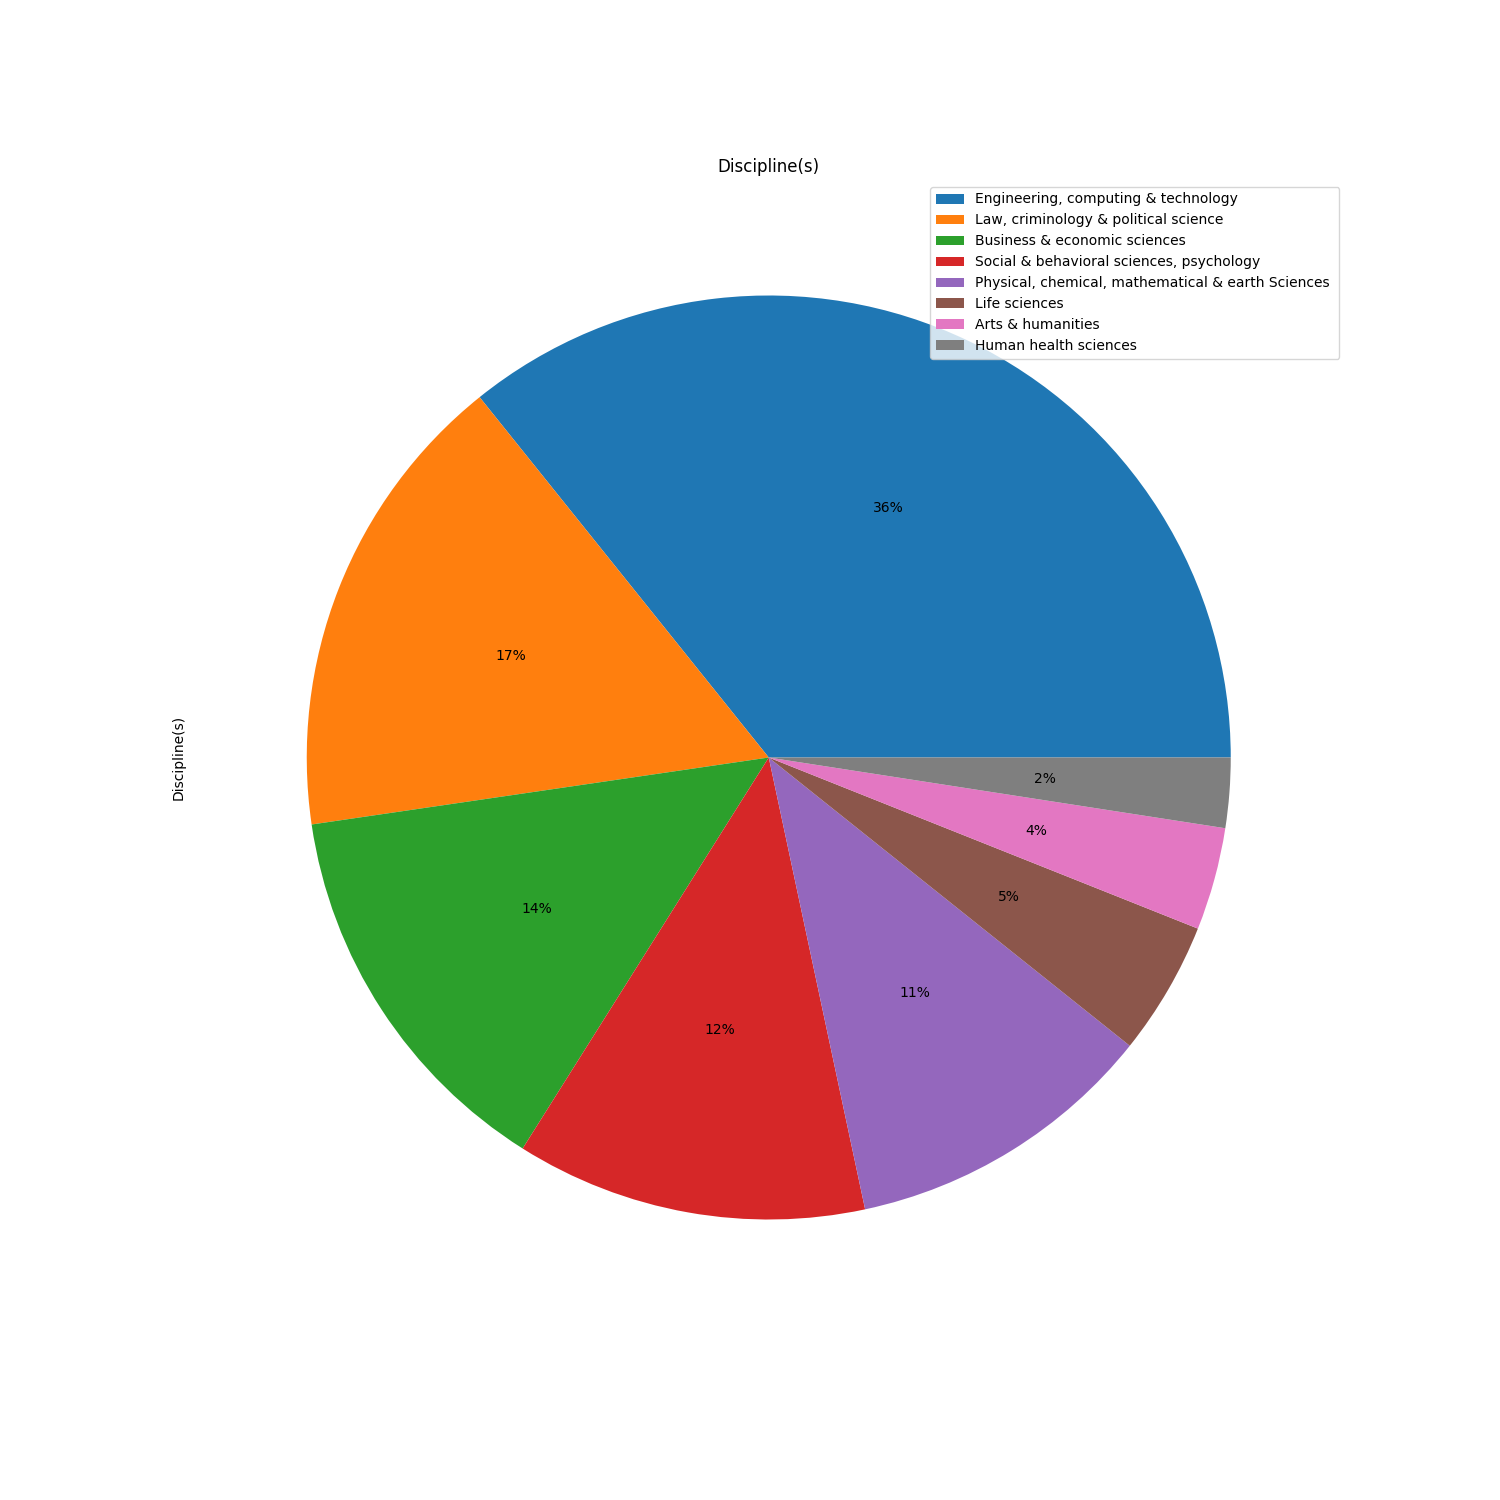 Discipline(s)
Engineering, computing & technology
Law, criminology & political science
Business & economic sciences
Social & behavioral sciences, psychology
Physical, chemical, mathematical & earth Sciences
Life sciences
Arts & humanities
Human health sciences
36%
17%
Discipline(s)
2%
4%
5%
14%
11%
12%